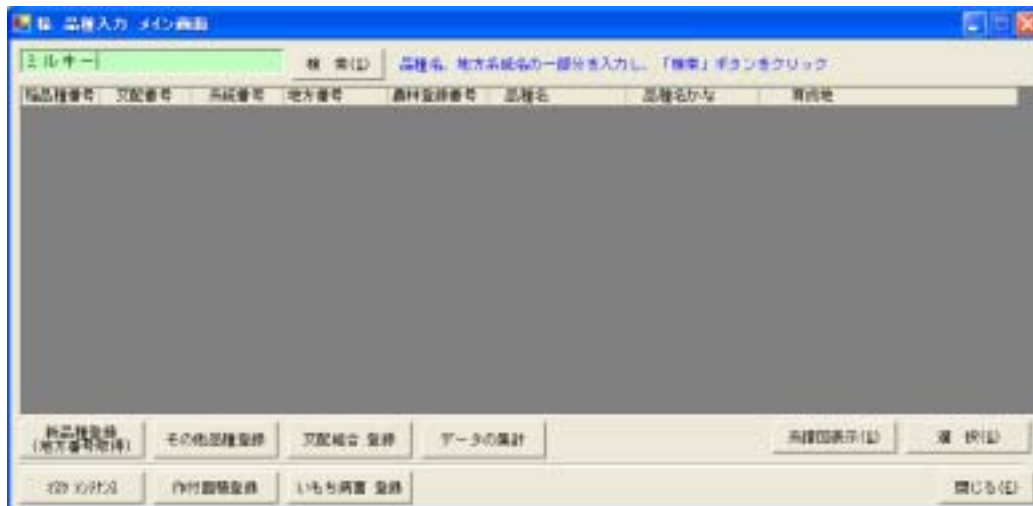 稲 品種入力 メイン画面
ミルキー
検 索(S) 品種名、地方系統名の一部分を入力し、「検索」ボタンをクリック
稲品種番号 交配番号 系統番号 地方番号 農林登録番号 品種名 品種名かな 育成地
新品種登録
(地方番号取得)
その他品種登録 交配組合 登録 データの集計 系譜図表示(L) 選 択(L)
作付面積登録 いもち病害 登録 閉じる(E)